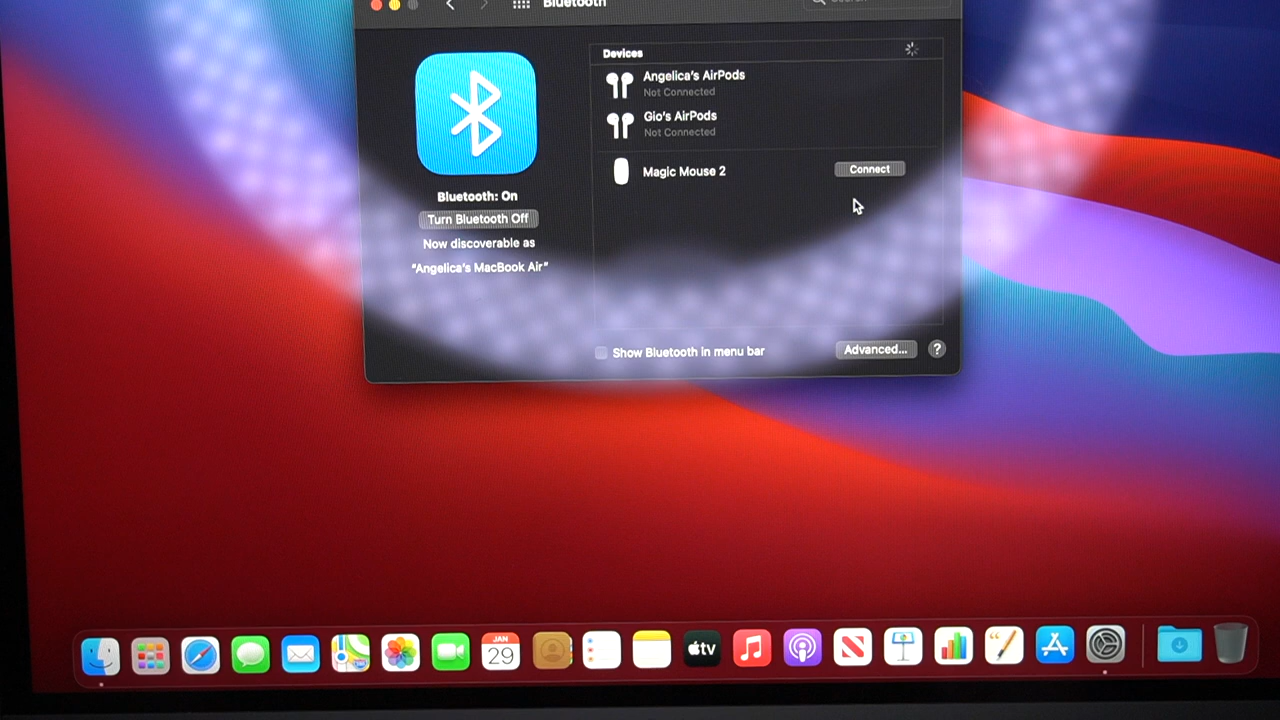 Bluetooth
Search
Devices
Angelica's AirPods
Not Connected
Gio's AirPods
Not Connected
Magic Mouse 2
Connect
Bluetooth: On
Turn Bluetooth Off
Now discoverable as
"Angelica's MacBook Air"
Show Bluetooth in menu bar
Advanced...
?
JAN
29
tv